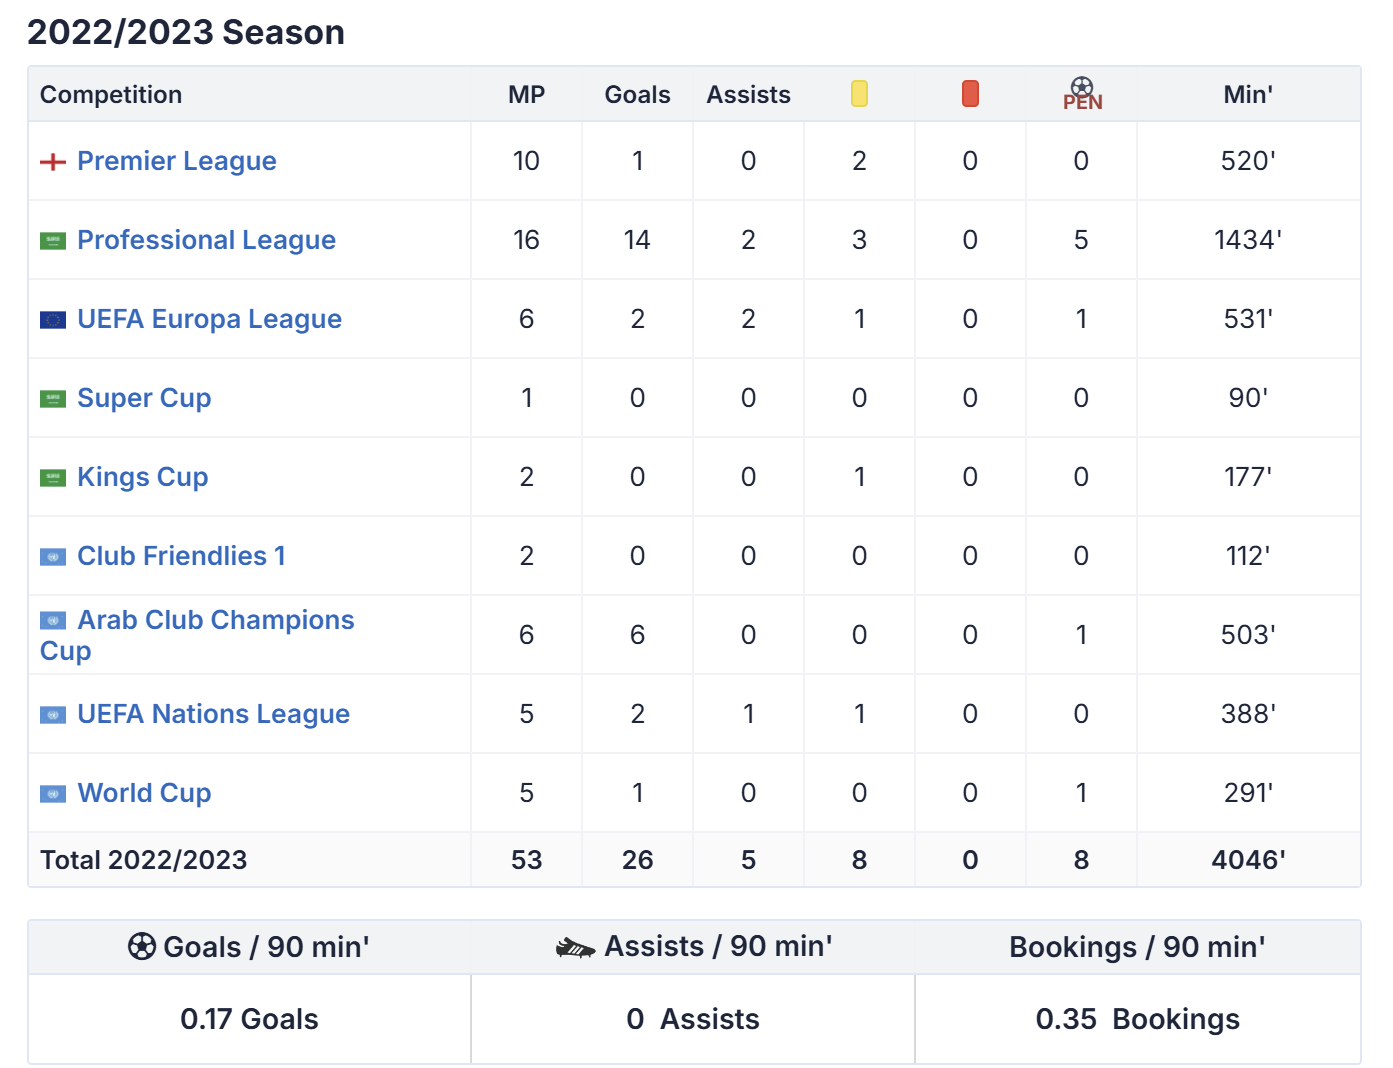 2022/2023 Season
Competition MP Goals Assists PEN Min'
Premier League 10 1 0 2 0 0 520'
Professional League 16 14 2 3 0 5 1434'
UEFA Europa League 6 2 2 1 0 1 531'
Super Cup 1 0 0 0 0 0 90'
Kings Cup 2 0 0 1 0 0 177'
Club Friendlies 1 2 0 0 0 0 0 112'
Arab Club Champions
Cup 6 6 0 0 0 1 503'
UEFA Nations League 5 2 1 1 0 0 388'
World Cup 5 1 0 0 0 1 291'
Total 2022/2023 53 26 5 8 0 8 4046'
Goals / 90 min' Assists / 90 min' Bookings / 90 min'
0.17 Goals 0 Assists 0.35 Bookings